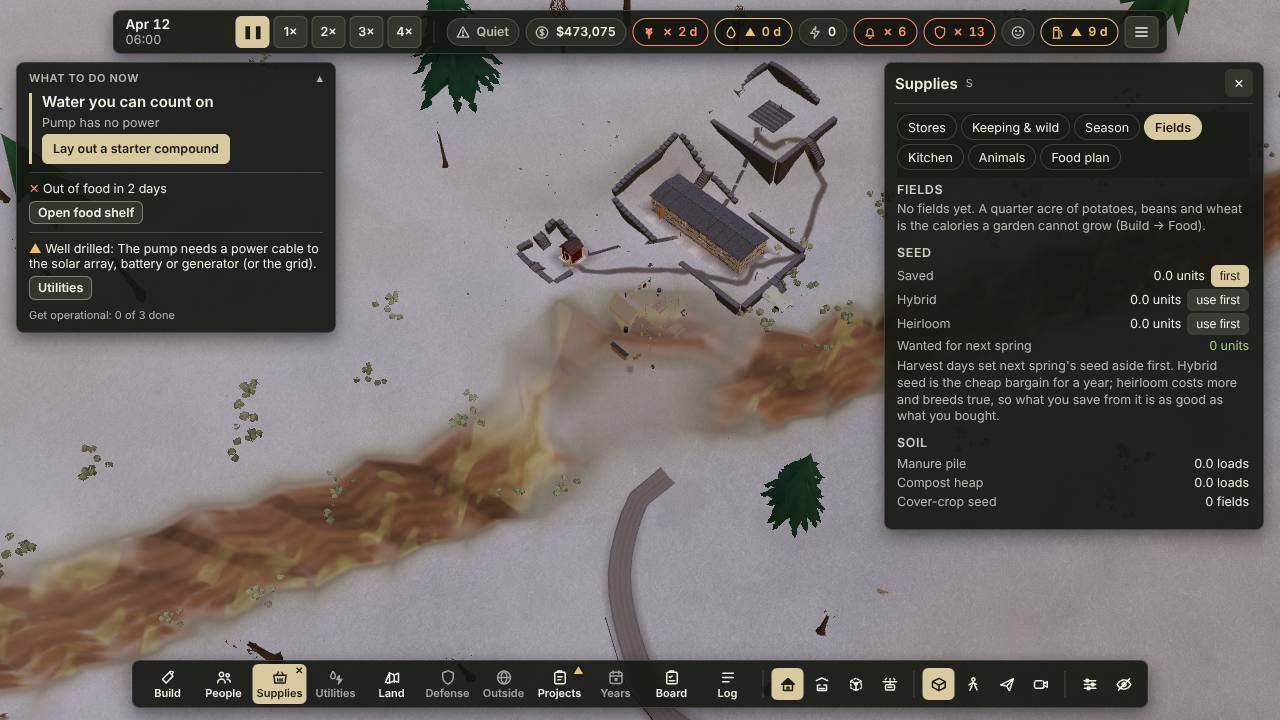 Apr 12
06:00
1×
2×
3×
4×
Quiet
$473,075
× 2 d
0 d
0
× 6
× 13
9 d
WHAT TO DO NOW
Water you can count on
Pump has no power
Lay out a starter compound
× Out of food in 2 days
Open food shelf
Well drilled: The pump needs a power cable to
the solar array, battery or generator (or the grid).
Utilities
Get operational: 0 of 3 done
Supplies S
Stores
Keeping & wild
Season
Fields
Kitchen
Animals
Food plan
FIELDS
No fields yet. A quarter acre of potatoes, beans and wheat
is the calories a garden cannot grow (Build → Food).
SEED
Saved 0.0 units first
Hybrid 0.0 units use first
Heirloom 0.0 units use first
Wanted for next spring 0 units
Harvest days set next spring's seed aside first. Hybrid
seed is the cheap bargain for a year; heirloom costs more
and breeds true, so what you save from it is as good as
what you bought.
SOIL
Manure pile 0.0 loads
Compost heap 0.0 loads
Cover-crop seed 0 fields
Build
People
Supplies
Utilities
Land
Defense
Outside
Projects
Years
Board
Log